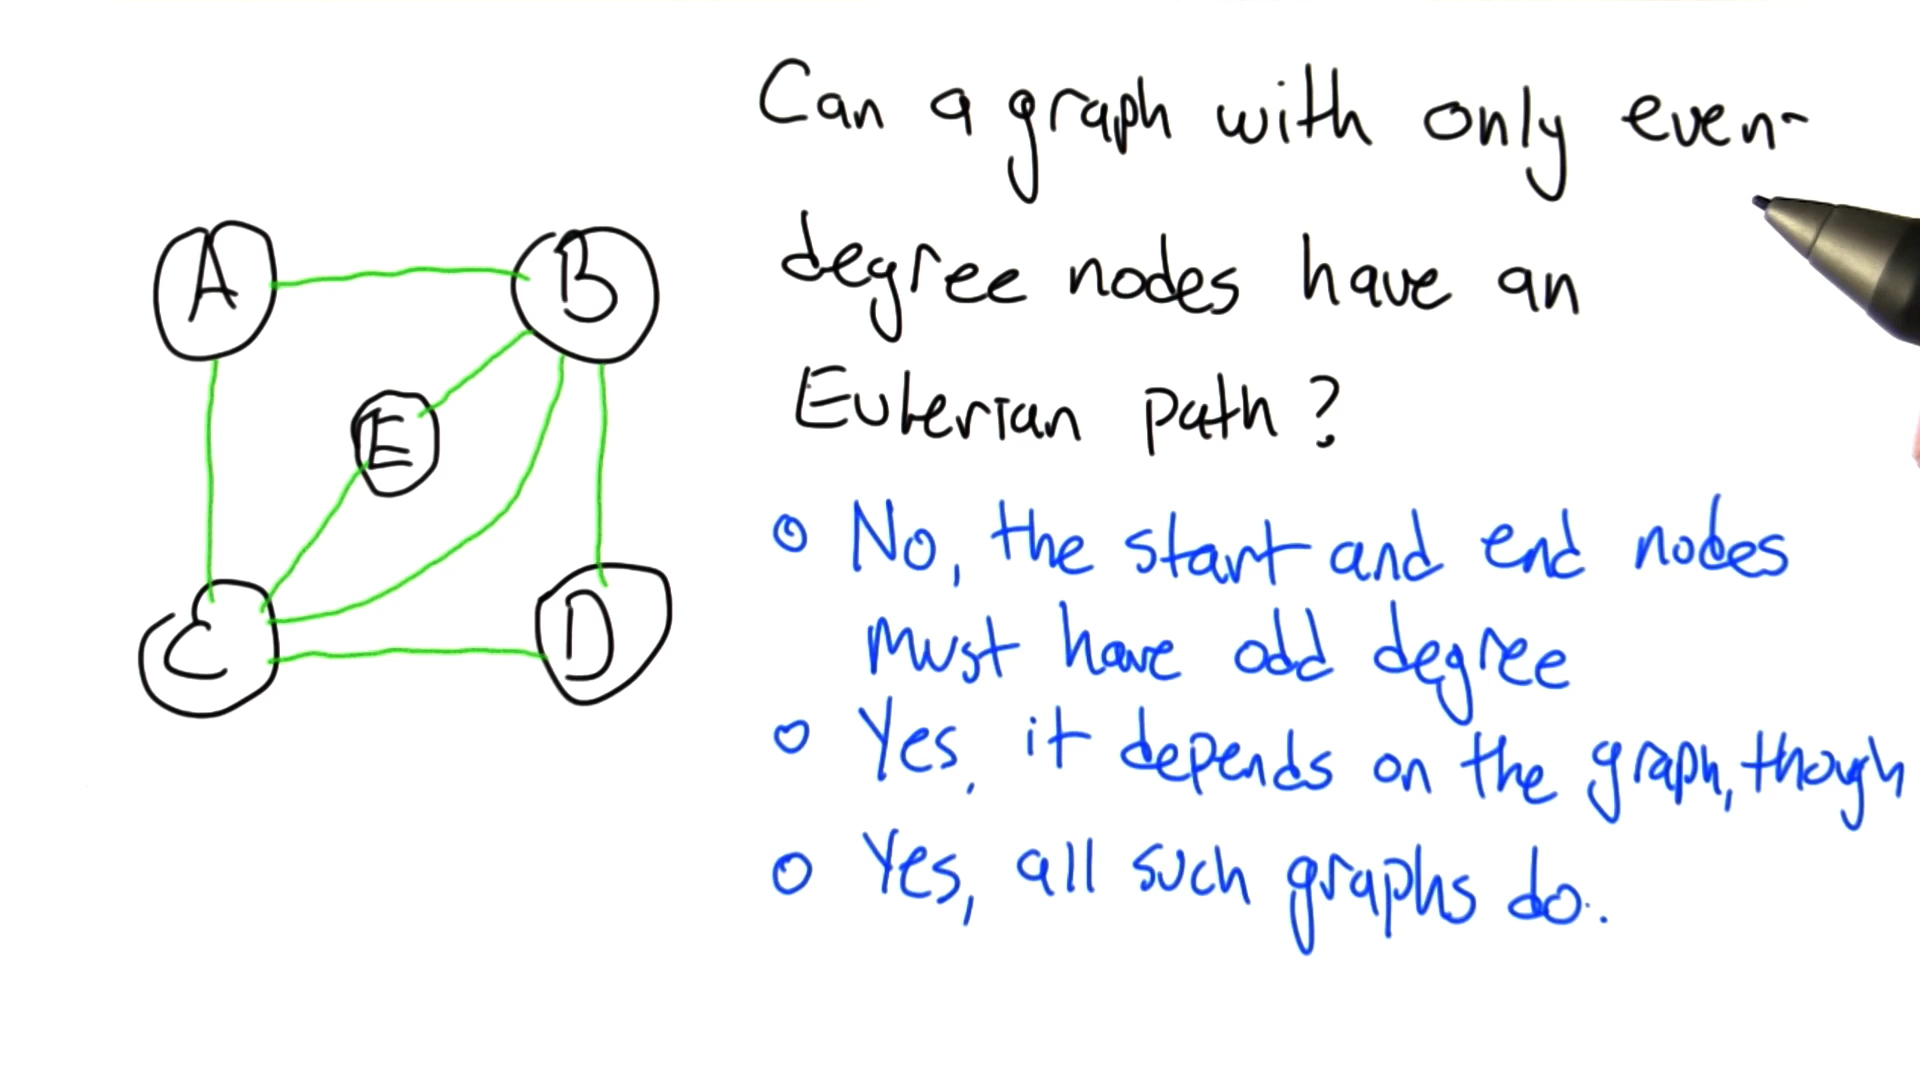 Can a graph with only even-
degree nodes have an
Eulerian path?
No, the start and end nodes
must have odd degree
Yes, it depends on the graph, though
Yes, all such graphs do.
A
B
E
C
D